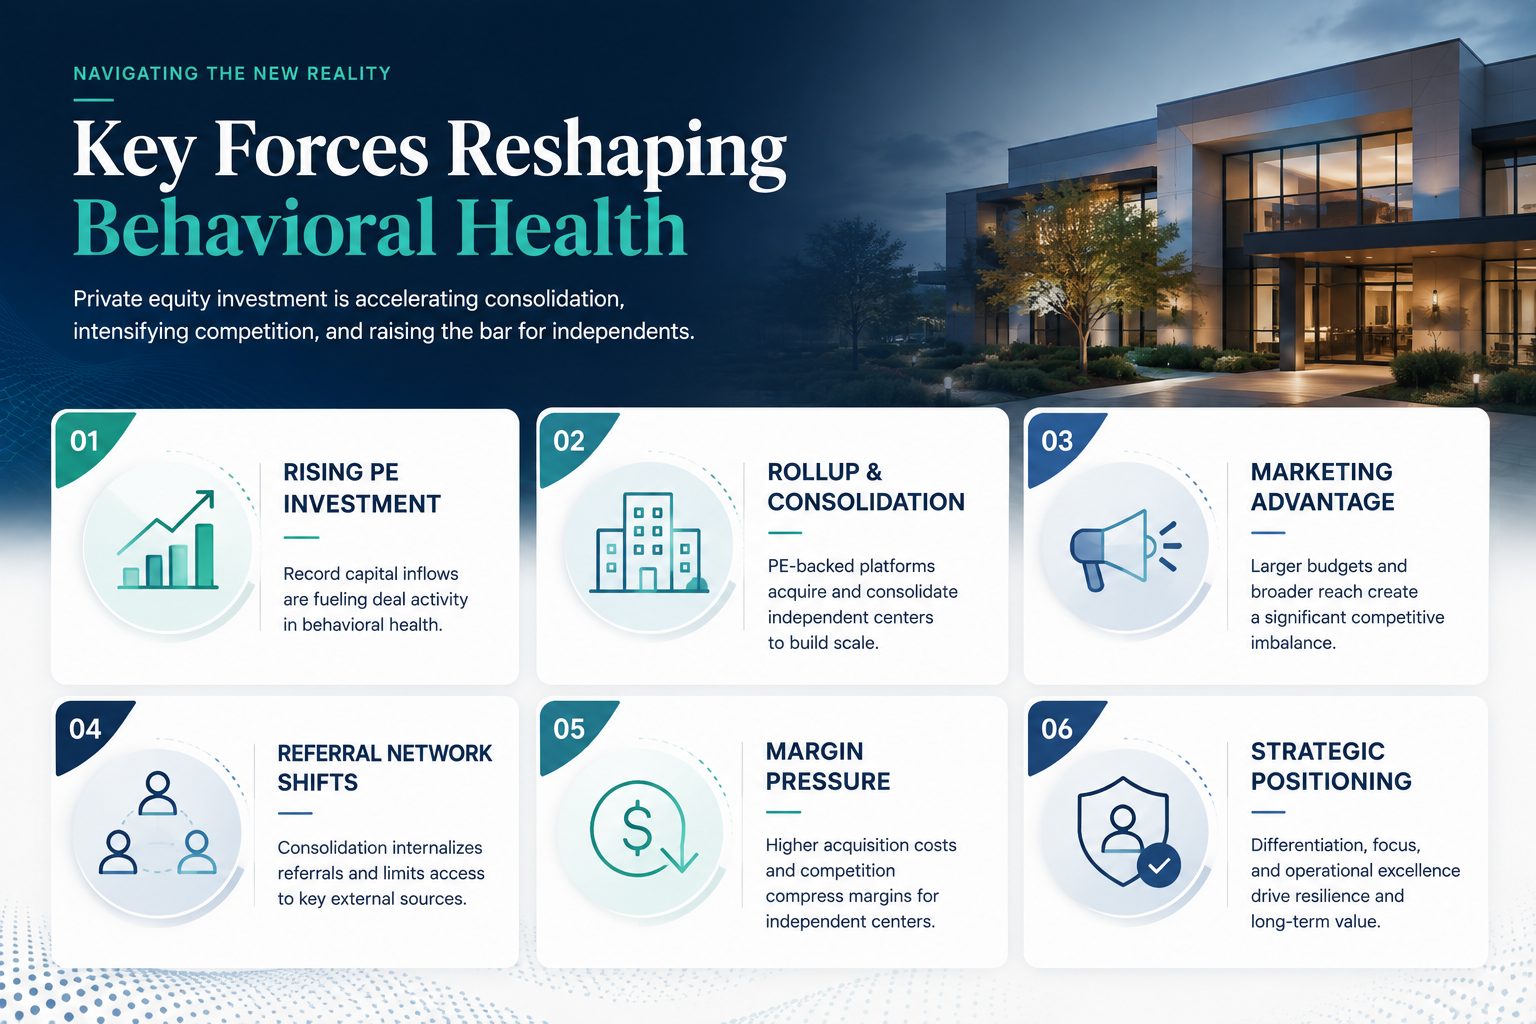 NAVIGATING THE NEW REALITY
Key Forces Reshaping
Behavioral Health
Private equity investment is accelerating consolidation,
intensifying competition, and raising the bar for independents.
01
RISING PE
INVESTMENT
Record capital inflows
are fueling deal activity
in behavioral health.
02
ROLLUP &
CONSOLIDATION
PE-backed platforms
acquire and consolidate
independent centers
to build scale.
03
MARKETING
ADVANTAGE
Larger budgets and
broader reach create
a significant competitive
imbalance.
04
REFERRAL NETWORK
SHIFTS
Consolidation internalizes
referrals and limits access
to key external sources.
05
$
MARGIN
PRESSURE
Higher acquisition costs
and competition
compress margins for
independent centers.
06
STRATEGIC
POSITIONING
Differentiation, focus,
and operational excellence
drive resilience and
long-term value.